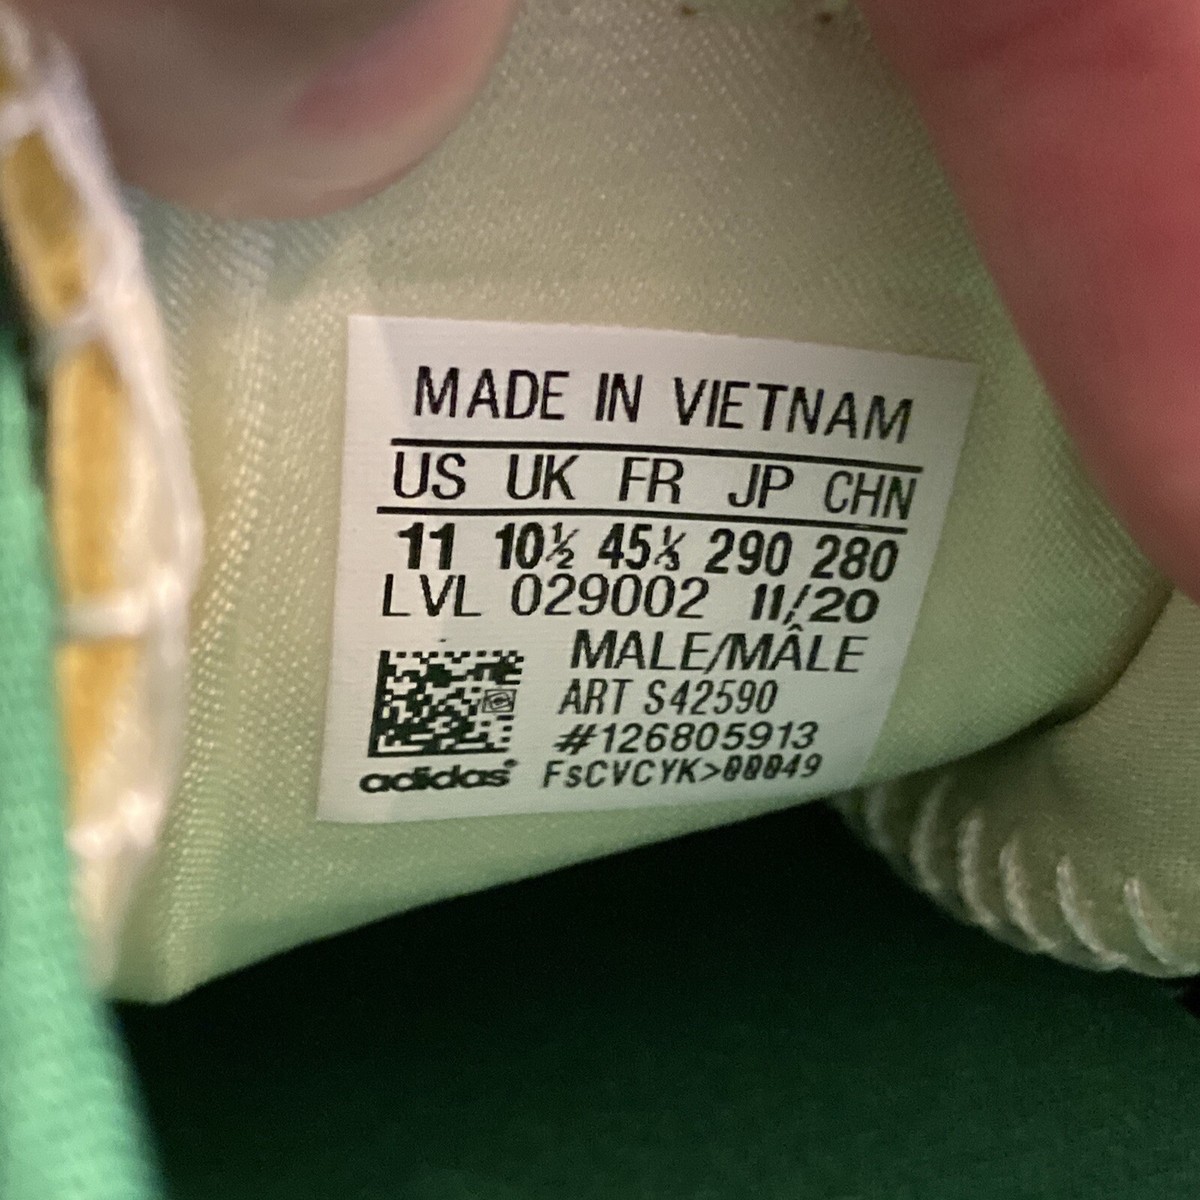 MADE IN VIETNAM
US UK FR JP CHN
11 10½ 45⅓ 290 280
LVL 029002 11/20
MALE/MÂLE
ART S42590
#126805913
adidas® FsCVCYK>00049